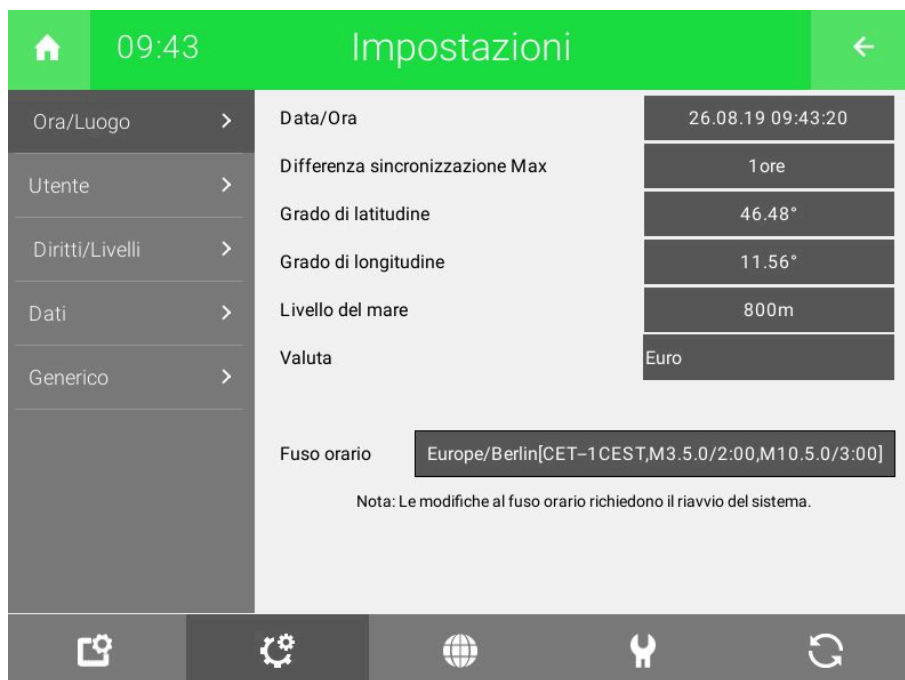 09:43 Impostazioni
Ora/Luogo
Utente
Diritti/Livelli
Dati
Generico
Data/Ora 26.08.19 09:43:20
Differenza sincronizzazione Max 1ore
Grado di latitudine 46.48°
Grado di longitudine 11.56°
Livello del mare 800m
Valuta Euro
Fuso orario Europe/Berlin[CET–1CEST,M3.5.0/2:00,M10.5.0/3:00]
Nota: Le modifiche al fuso orario richiedono il riavvio del sistema.